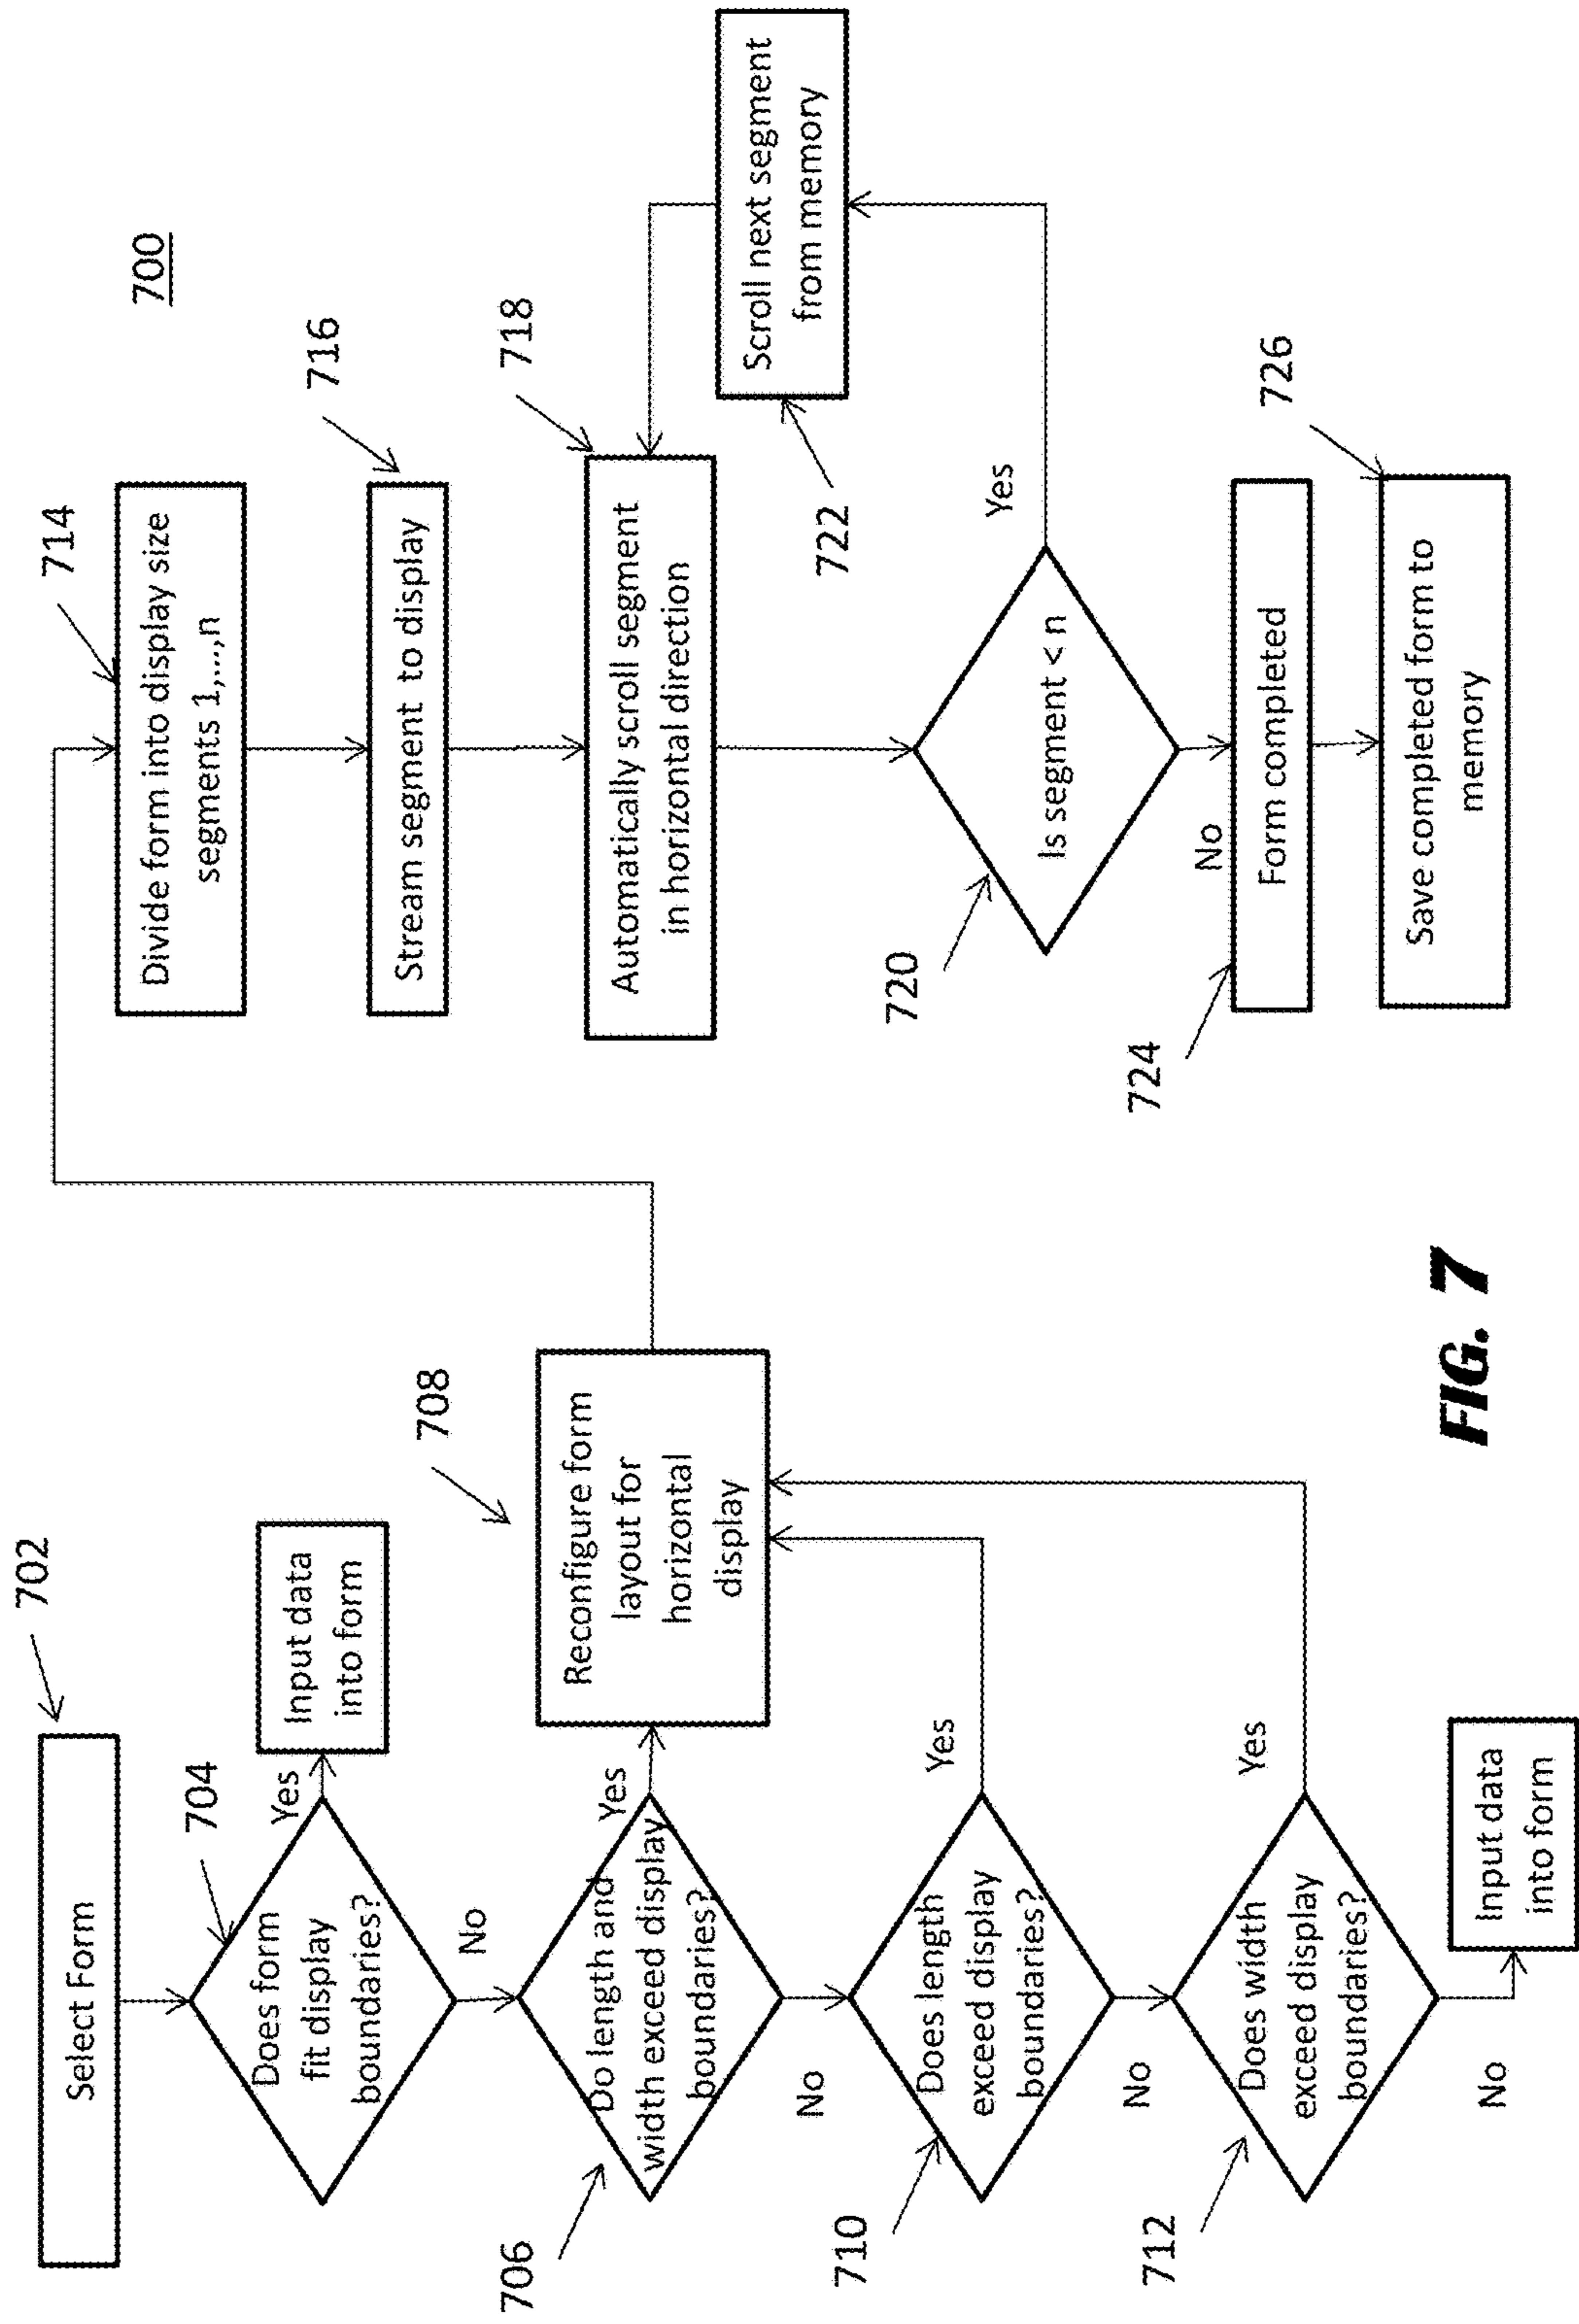 700
702
Select Form
704
Does form
fit display
boundaries?
Yes
Input data
into form
No
706
Do length and
width exceed display
boundaries?
Yes
708
Reconfigure form
layout for
horizontal
display
No
710
Does length
exceed display
boundaries?
Yes
No
712
Does width
exceed display
boundaries?
Yes
No
Input data
into form
714
Divide form into display size
segments 1,...,n
716
Stream segment to display
718
Automatically scroll segment
in horizontal direction
720
Is segment < n
Yes
722
Scroll next segment
from memory
No
724
Form completed
726
Save completed form to
memory
FIG. 7